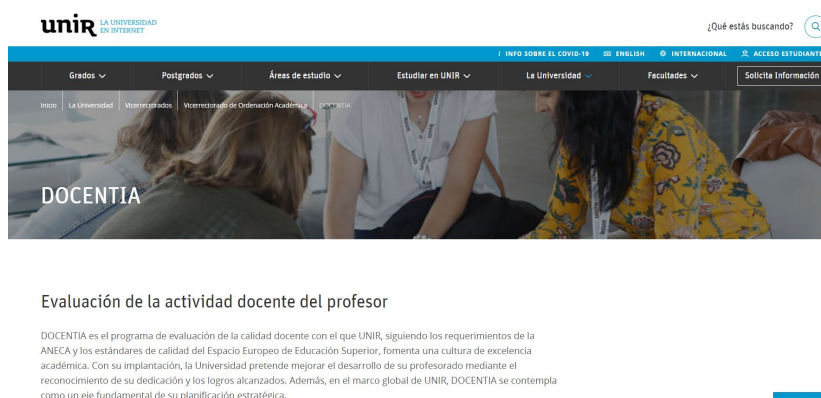 unir LA UNIVERSIDAD
EN INTERNET
¿Qué estás buscando?
i INFO SOBRE EL COVID-19 ENGLISH INTERNACIONAL ACCESO ESTUDIANTE
Grados Postgrados Áreas de estudio Estudiar en UNIR La Universidad Facultades Solicita Información
Inicio La Universidad Vicerrectorados Vicerrectorado de Ordenación Académica DOCENTIA
DOCENTIA
Evaluación de la actividad docente del profesor
DOCENTIA es el programa de evaluación de la calidad docente con el que UNIR, siguiendo los requerimientos de la
ANECA y los estándares de calidad del Espacio Europeo de Educación Superior, fomenta una cultura de excelencia
académica. Con su implantación, la Universidad pretende mejorar el desarrollo de su profesorado mediante el
reconocimiento de su dedicación y los logros alcanzados. Además, en el marco global de UNIR, DOCENTIA se contempla
como un eje fundamental de su planificación estratégica.